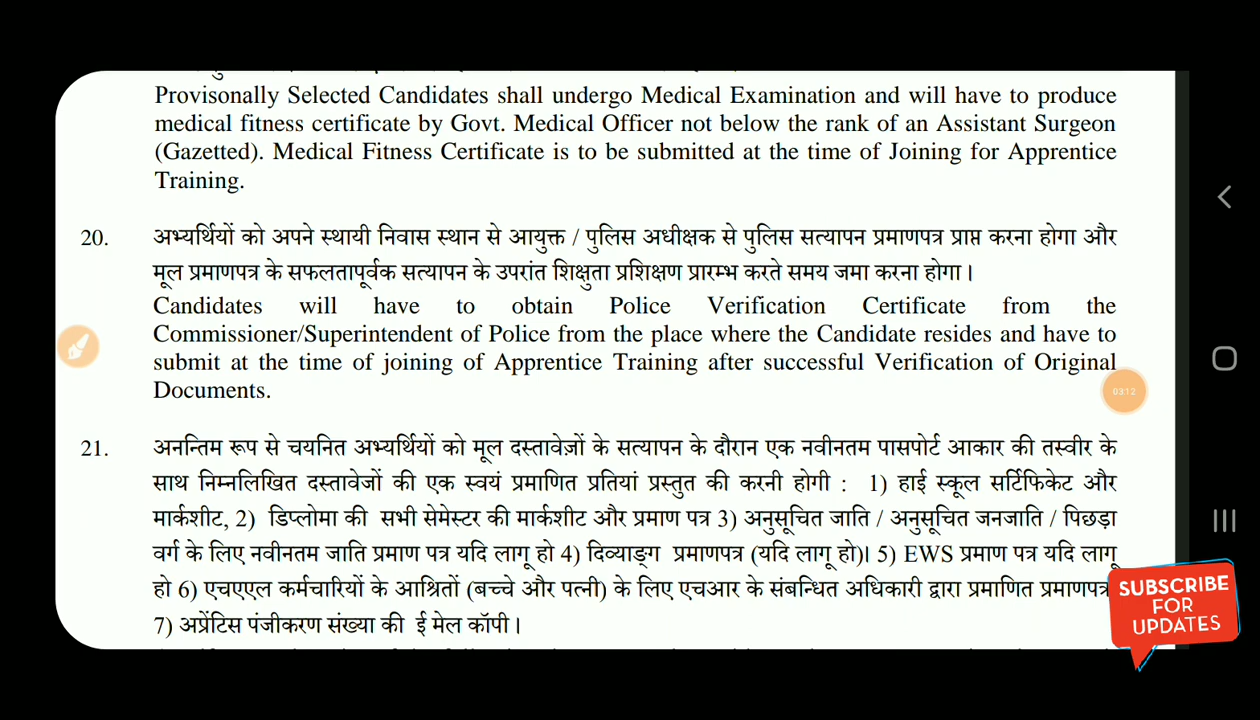 Provisonally Selected Candidates shall undergo Medical Examination and will have to produce
medical fitness certificate by Govt. Medical Officer not below the rank of an Assistant Surgeon
(Gazetted). Medical Fitness Certificate is to be submitted at the time of Joining for Apprentice
Training.
20. अभ्यर्थियों को अपने स्थायी निवास स्थान से आयुक्त / पुलिस अधीक्षक से पुलिस सत्यापन प्रमाणपत्र प्राप्त करना होगा और
मूल प्रमाणपत्र के सफलतापूर्वक सत्यापन के उपरांत शिक्षुता प्रशिक्षण प्रारम्भ करते समय जमा करना होगा।
Candidates will have to obtain Police Verification Certificate from the
Commissioner/Superintendent of Police from the place where the Candidate resides and have to
submit at the time of joining of Apprentice Training after successful Verification of Original
Documents.
03:12
21. अनन्तिम रूप से चयनित अभ्यर्थियों को मूल दस्तावेज़ों के सत्यापन के दौरान एक नवीनतम पासपोर्ट आकार की तस्वीर के
साथ निम्नलिखित दस्तावेजों की एक स्वयं प्रमाणित प्रतियां प्रस्तुत की करनी होगी : 1) हाई स्कूल सर्टिफिकेट और
मार्कशीट, 2) डिप्लोमा की सभी सेमेस्टर की मार्कशीट और प्रमाण पत्र 3) अनुसूचित जाति / अनुसूचित जनजाति / पिछड़ा
वर्ग के लिए नवीनतम जाति प्रमाण पत्र यदि लागू हो 4) दिव्याङ्ग प्रमाणपत्र (यदि लागू हो)। 5) EWS प्रमाण पत्र यदि लागू
हो 6) एचएएल कर्मचारियों के आश्रितों (बच्चे और पत्नी) के लिए एचआर के संबन्धित अधिकारी द्वारा प्रमाणित प्रमाणपत्र
7) अप्रेंटिस पंजीकरण संख्या की ई मेल कॉपी।
SUBSCRIBE
FOR
UPDATES